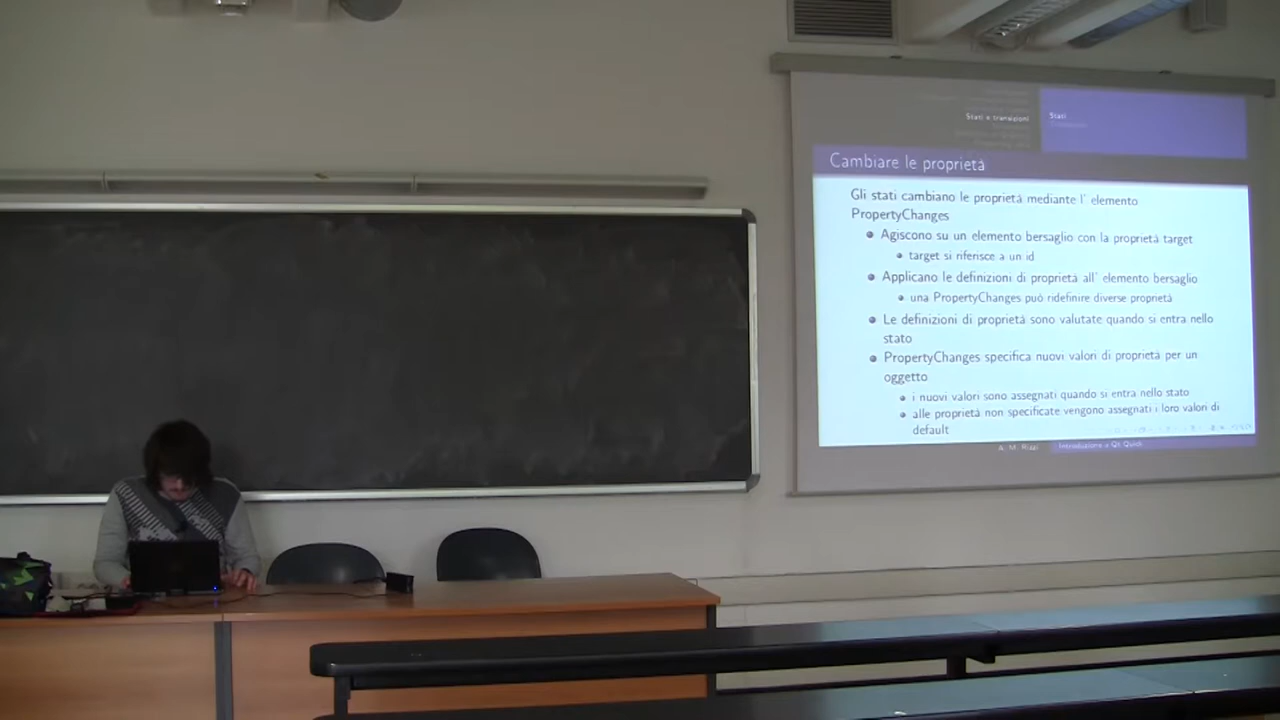 Stati e transizioni
Stati
Cambiare le proprietà
Gli stati cambiano le proprietà mediante l' elemento
PropertyChanges
Agiscono su un elemento bersaglio con la proprietà target
target si riferisce a un id
Applicano le definizioni di proprietà all' elemento bersaglio
una PropertyChanges può ridefinire diverse proprietà
Le definizioni di proprietà sono valutate quando si entra nello
stato
PropertyChanges specifica nuovi valori di proprietà per un
oggetto
i nuovi valori sono assegnati quando si entra nello stato
alle proprietà non specificate vengono assegnati i loro valori di
default
A. M. Rizzi
Introduzione a Qt Quick